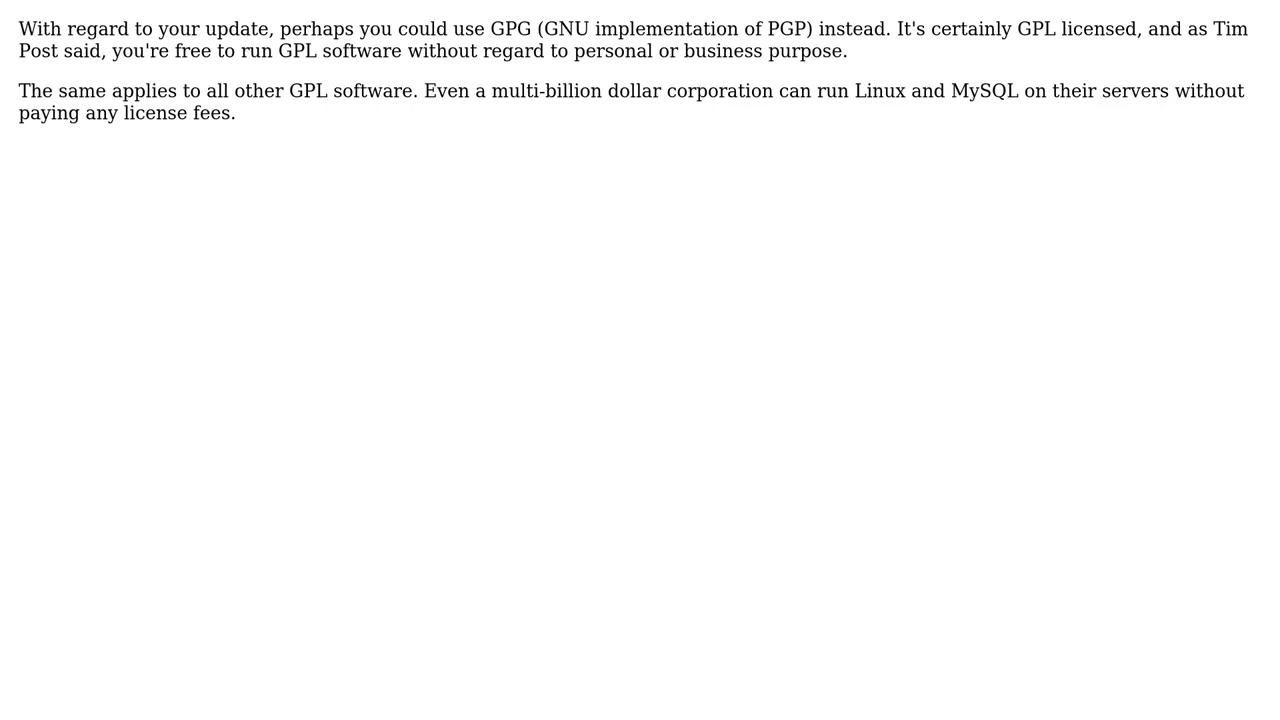 With regard to your update, perhaps you could use GPG (GNU implementation of PGP) instead. It's certainly GPL licensed, and as Tim
Post said, you're free to run GPL software without regard to personal or business purpose.
The same applies to all other GPL software. Even a multi-billion dollar corporation can run Linux and MySQL on their servers without
paying any license fees.